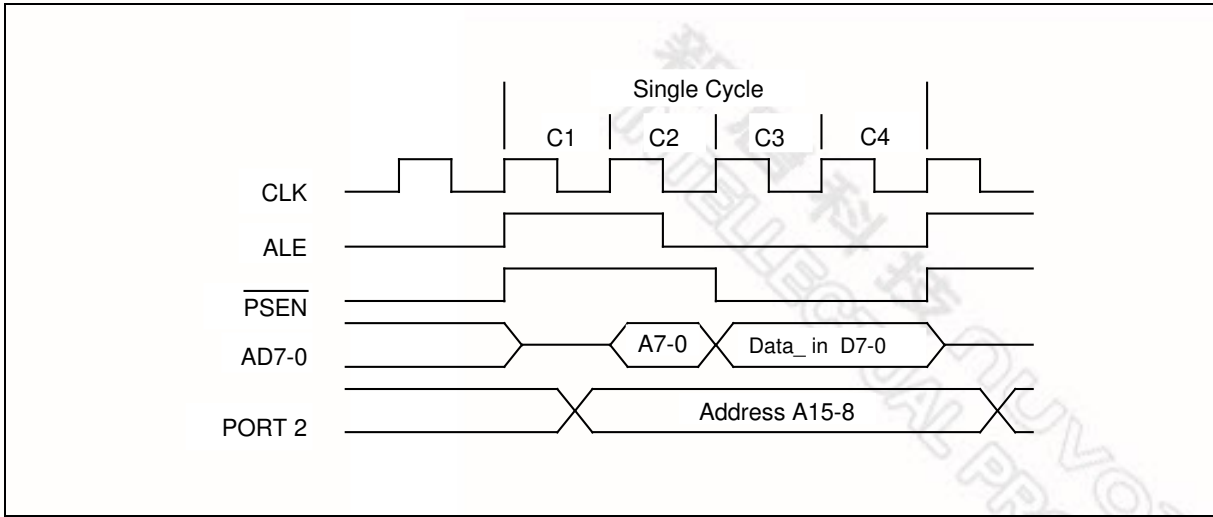 Single Cycle
C1 C2 C3 C4
CLK
ALE
PSEN
AD7-0 A7-0 Data_ in D7-0
PORT 2 Address A15-8